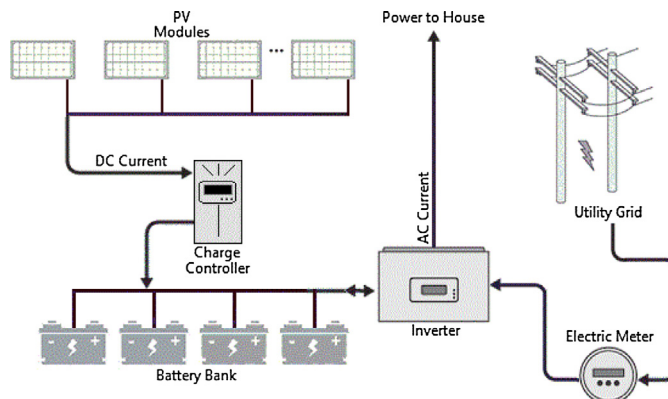 PV
Modules
Power to House
DC Current
AC Current
Utility Grid
Charge
Controller
Inverter
Electric Meter
Battery Bank